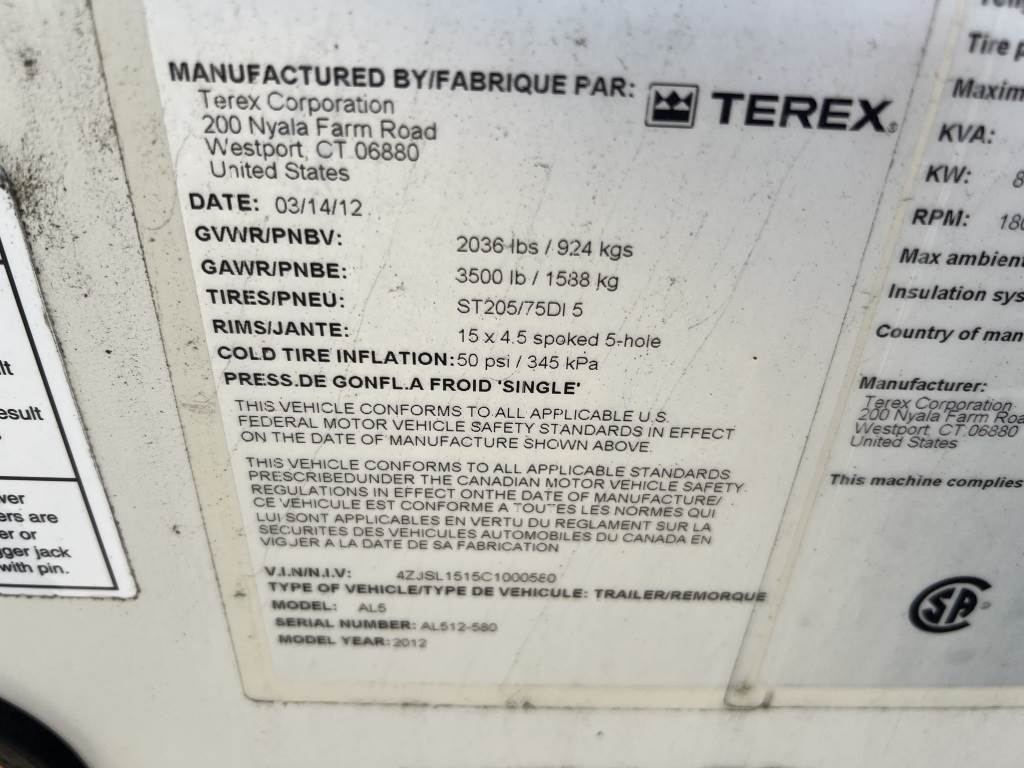 MANUFACTURED BY/FABRIQUE PAR: TEREX
Terex Corporation
200 Nyala Farm Road
Westport, CT 06880
United States
DATE: 03/14/12
GVWR/PNBV: 2036 lbs / 924 kgs
GAWR/PNBE: 3500 lb / 1588 kg
TIRES/PNEU: ST205/75DI 5
RIMS/JANTE: 15 x 4.5 spoked 5-hole
COLD TIRE INFLATION: 50 psi / 345 kPa
PRESS.DE GONFL.A FROID 'SINGLE'
THIS VEHICLE CONFORMS TO ALL APPLICABLE U.S.
FEDERAL MOTOR VEHICLE SAFETY STANDARDS IN EFFECT
ON THE DATE OF MANUFACTURE SHOWN ABOVE.
THIS VEHICLE CONFORMS TO ALL APPLICABLE STANDARDS
PRESCRIBEDUNDER THE CANADIAN MOTOR VEHICLE SAFETY
REGULATIONS IN EFFECT ONTHE DATE OF MANUFACTURE/
CE VEHICULE EST CONFORME A TOUTES LES NORMES QUI
LUI SONT APPLICABLES EN VERTU DU REGLAMENT SUR LA
SECURITES DES VEHICULES AUTOMOBILES DU CANADA EN
VIGJER A LA DATE DE SA FABRICATION
V.I.N/N.I.V: 4ZJSL1515C1000580
TYPE OF VEHICLE/TYPE DE VEHICULE: TRAILER/REMORQUE
MODEL: AL5
SERIAL NUMBER: AL512-580
MODEL YEAR: 2012
Tire p
Maxim
KVA:
KW: 8
RPM: 180
Max ambient
Insulation sys
Country of man
Manufacturer:
Terex Corporation
200 Nyala Farm Roa
Westport, CT,06880
United States
This machine complies
SA
lt
esult
wer
ers are
er or
gger jack
with pin.